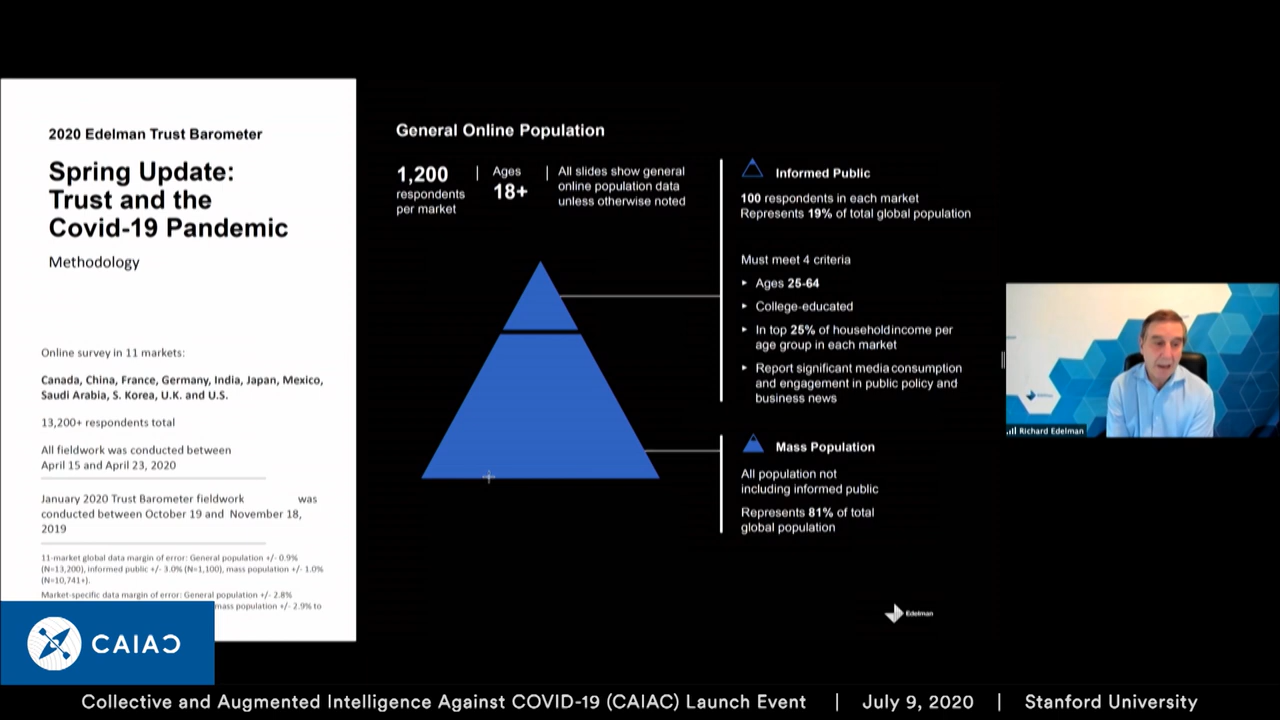 2020 Edelman Trust Barometer
Spring Update:
Trust and the
Covid-19 Pandemic
Methodology
Online survey in 11 markets:
Canada, China, France, Germany, India, Japan, Mexico,
Saudi Arabia, S. Korea, U.K. and U.S.
13,200+ respondents total
All fieldwork was conducted between
April 15 and April 23, 2020
January 2020 Trust Barometer fieldwork was
conducted between October 19 and November 18,
2019
11-market global data margin of error: General population +/- 0.9%
(N=13,200), informed public +/- 3.0% (N=1,100), mass population +/- 1.0%
(N=10,741+).
Market-specific data margin of error: General population +/- 2.8%
mass population +/- 2.9% to
General Online Population
1,200
respondents
per market
|
Ages
18+
|
All slides show general
online population data
unless otherwise noted
Informed Public
100 respondents in each market
Represents 19% of total global population
Must meet 4 criteria
▸ Ages 25-64
▸ College-educated
▸ In top 25% of householdincome per
age group in each market
▸ Report significant media consumption
and engagement in public policy and
business news
Mass Population
All population not
including informed public
Represents 81% of total
global population
Edelman
Edelman
Richard Edelman
CAIAC
Collective and Augmented Intelligence Against COVID-19 (CAIAC) Launch Event | July 9, 2020 | Stanford University